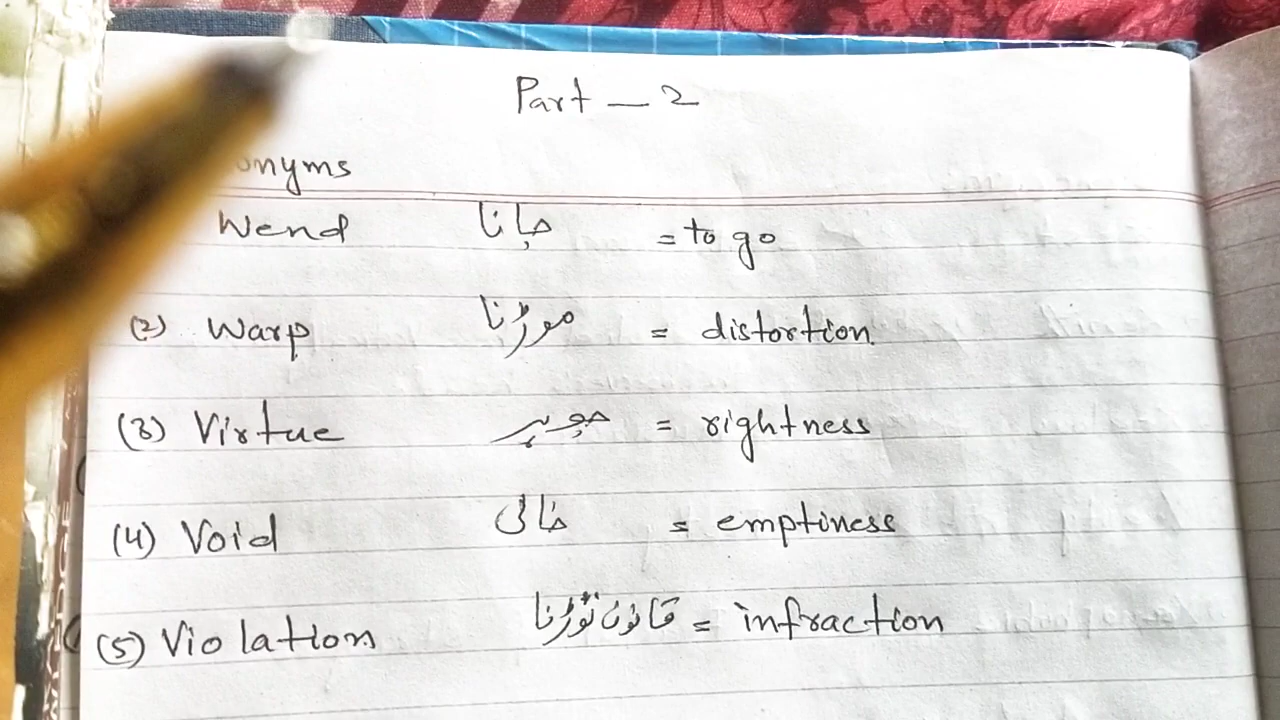 Part - 2
onyms
Wend جانا = to go
(2) Warp موڑنا = distortion
(3) Virtue جوہر = rightness
(4) Void خالی = emptiness
(5) Violation قانون توڑنا = infraction